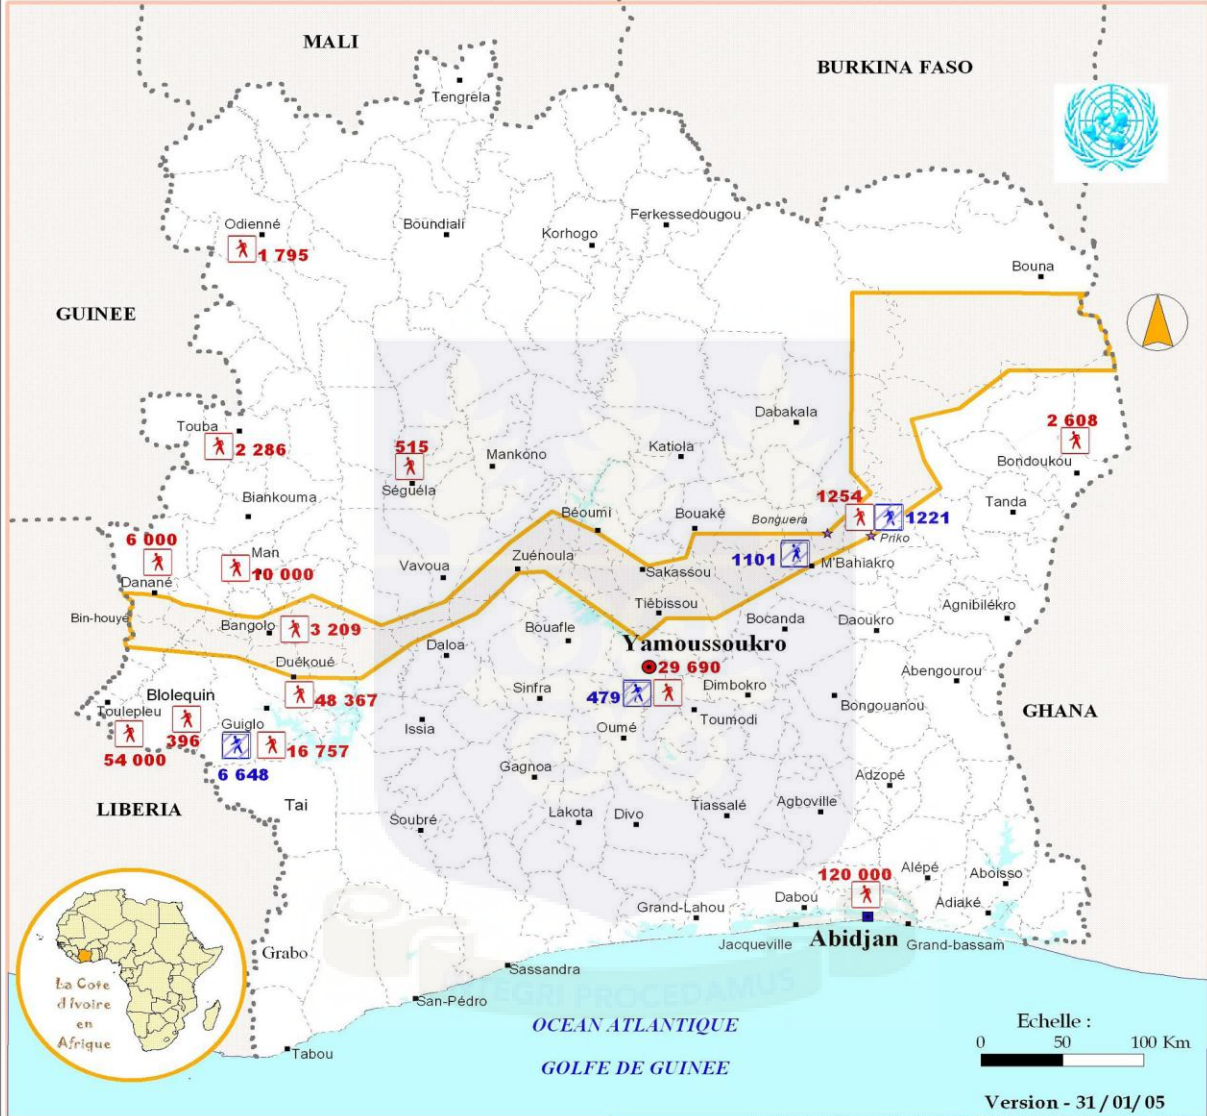 MALI
BURKINA FASO
Tengrela
Odienné
1 795
Boundiali
Korhogo
Ferkessedougou
Bouna
GUINEE
Touba
2 286
515
Séguéla
Mankono
Katiola
Dabakala
2 608
Bondoukou
Tanda
Biankouma
6 000
Danané
Man
10 000
Béoumi
Bouaké
Bonguera
1254
1221
Priko
1101
M'Bahiakro
Vavoua
Zuénoula
Sakassou
Tiébissou
Bin-houyé
Bangolo
3 209
Duékoué
48 367
Daloa
Bouaflé
Bocanda
Daoukro
Agnibilékro
Yamoussoukro
29 690
479
Abengourou
Blolequin
Toulepleu
54 000
396
Guiglo
6 648
16 757
Issia
Sinfra
Oumé
Dimbokro
Toumodi
Bongouanou
GHANA
LIBERIA
Tai
Gagnoa
Soubré
Lakota
Divo
Tiassalé
Agboville
Adzopé
120 000
Alépé
Aboisso
Adiaké
Dabou
Grand-Lahou
Jacqueville
Abidjan
Grand-bassam
Grabo
Sassandra
San-Pédro
Tabou
INTEGRI PROCEDAMUS
La Cote
d'Ivoire
en
Afrique
OCEAN ATLANTIQUE
GOLFE DE GUINEE
Echelle :
0 50 100 Km
Version - 31 / 01 / 05